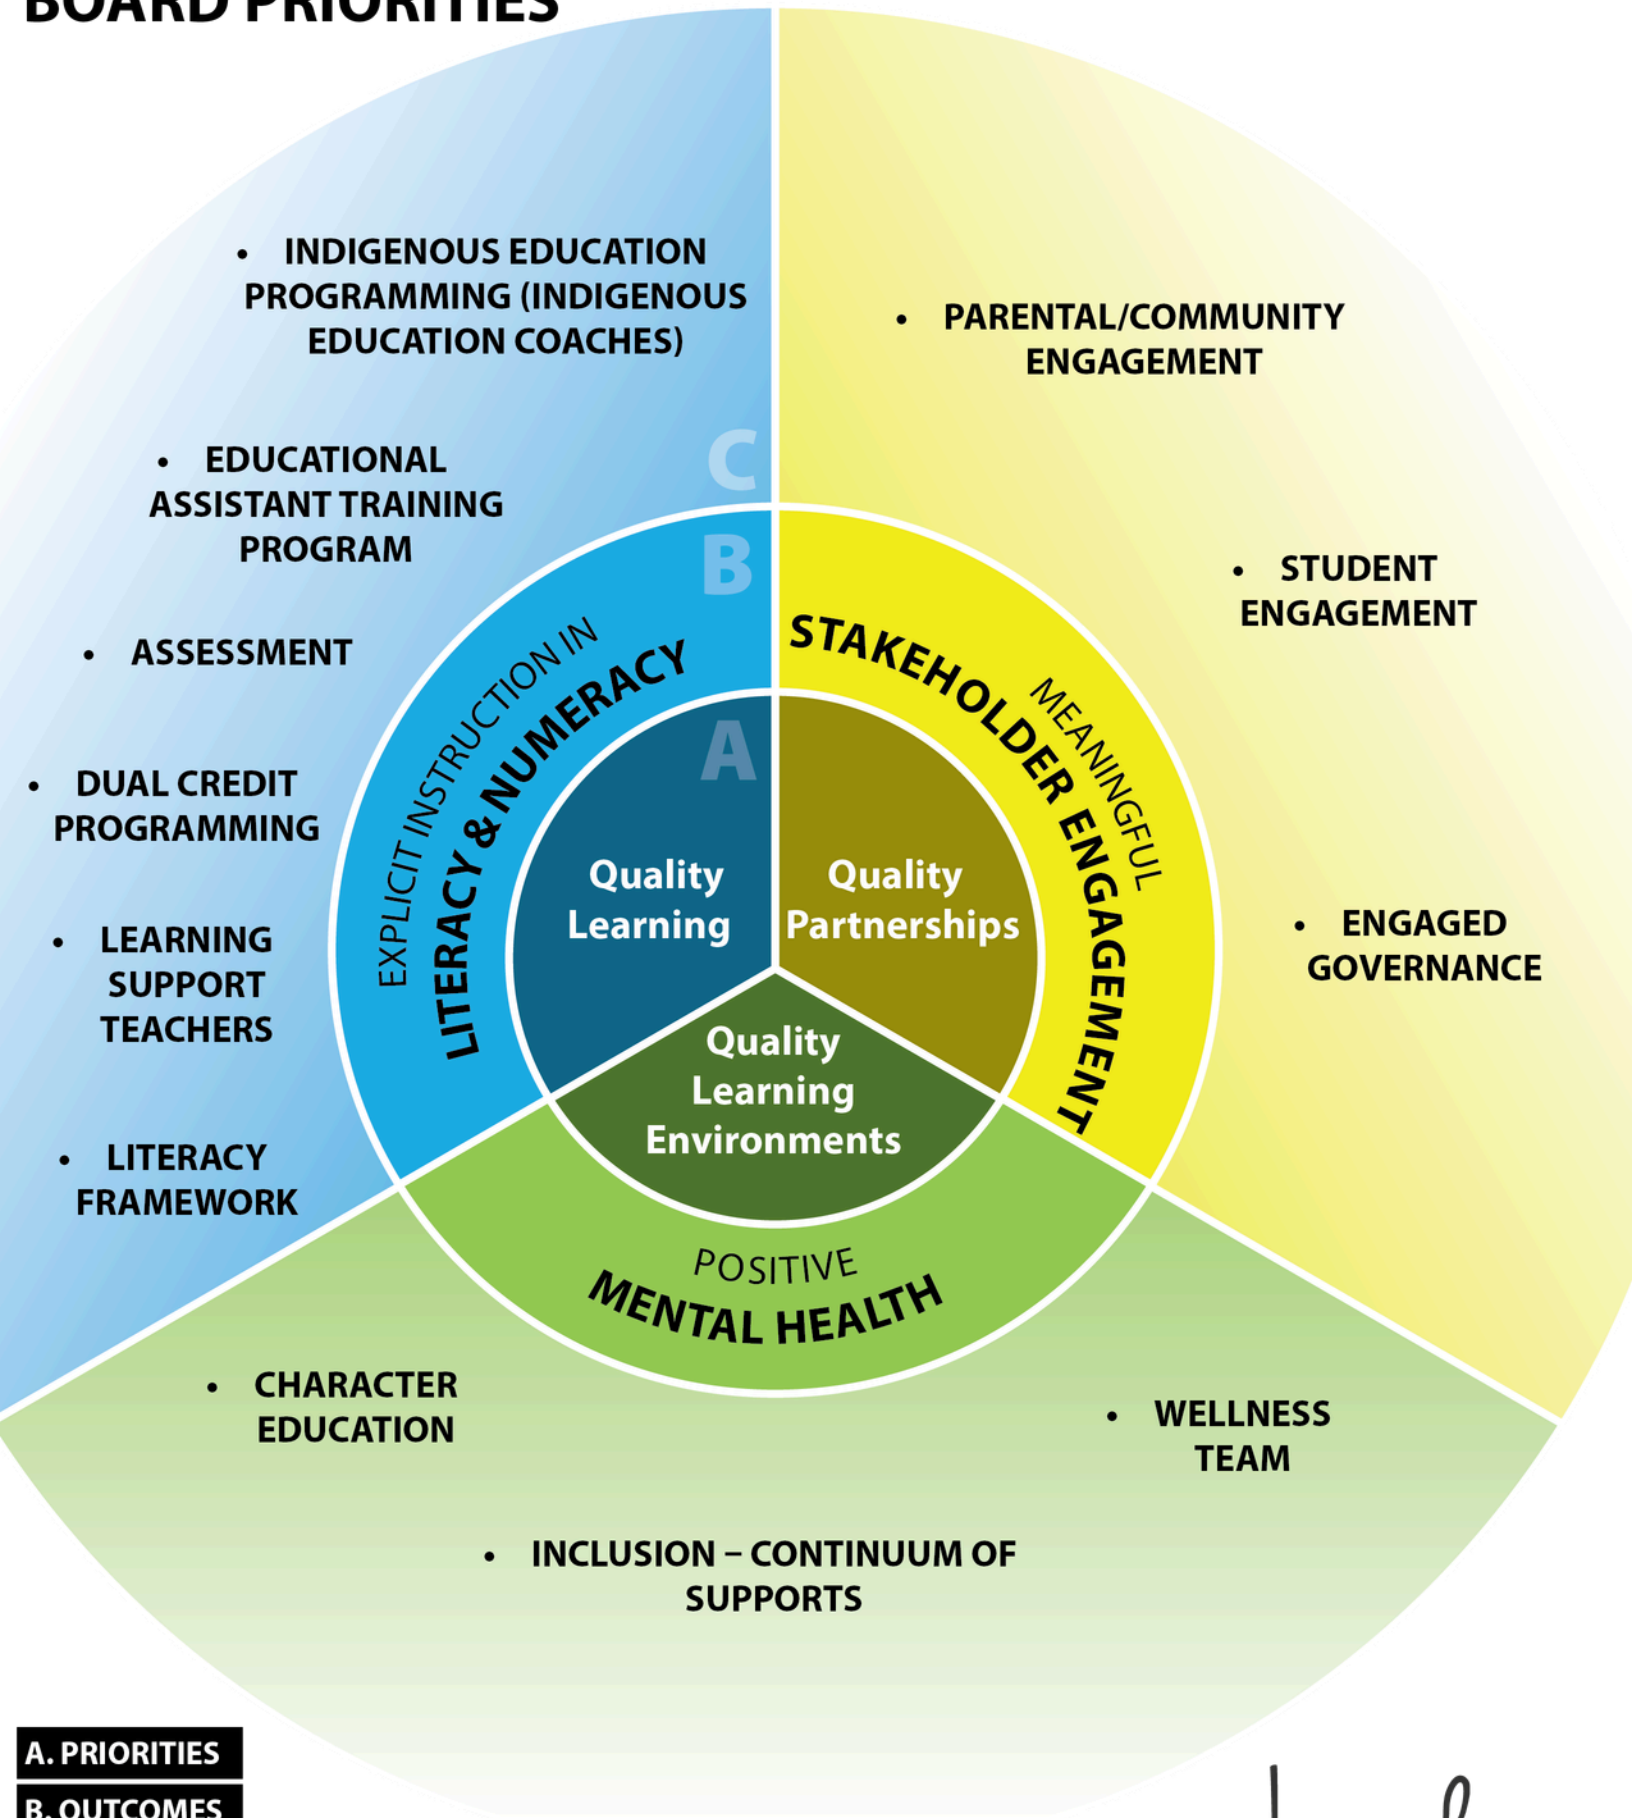 BOARD PRIORITIES
• INDIGENOUS EDUCATION
PROGRAMMING (INDIGENOUS
EDUCATION COACHES)
• EDUCATIONAL
ASSISTANT TRAINING
PROGRAM
• ASSESSMENT
• DUAL CREDIT
PROGRAMMING
• LEARNING
SUPPORT
TEACHERS
• LITERACY
FRAMEWORK
C
B
A
EXPLICIT INSTRUCTION IN
LITERACY & NUMERACY
Quality
Learning
• PARENTAL/COMMUNITY
ENGAGEMENT
• STUDENT
ENGAGEMENT
• ENGAGED
GOVERNANCE
MEANINGFUL
STAKEHOLDER ENGAGEMENT
Quality
Partnerships
Quality
Learning
Environments
POSITIVE
MENTAL HEALTH
• CHARACTER
EDUCATION
• WELLNESS
TEAM
• INCLUSION – CONTINUUM OF
SUPPORTS
A. PRIORITIES
B. OUTCOMES